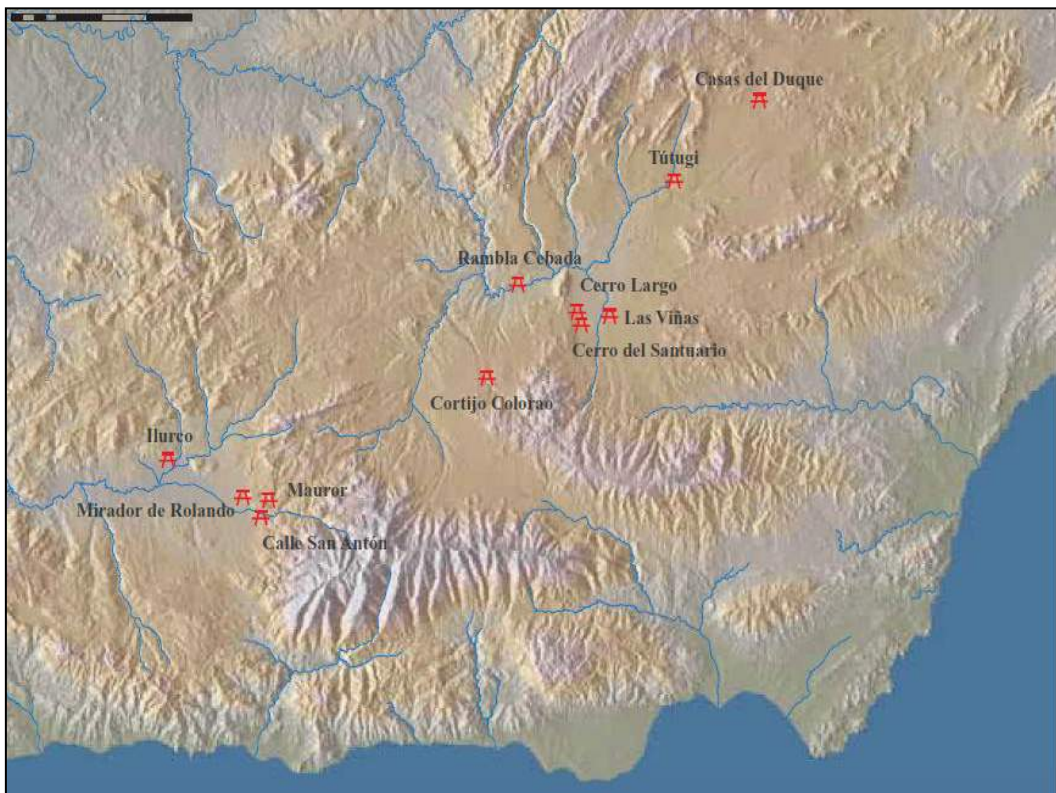 Casas del Duque
Tútugi
Rambla Cebada
Cerro Largo
Las Viñas
Cerro del Santuario
Cortijo Colorao
Ilurco
Mauror
Mirador de Rolando
Calle San Antón